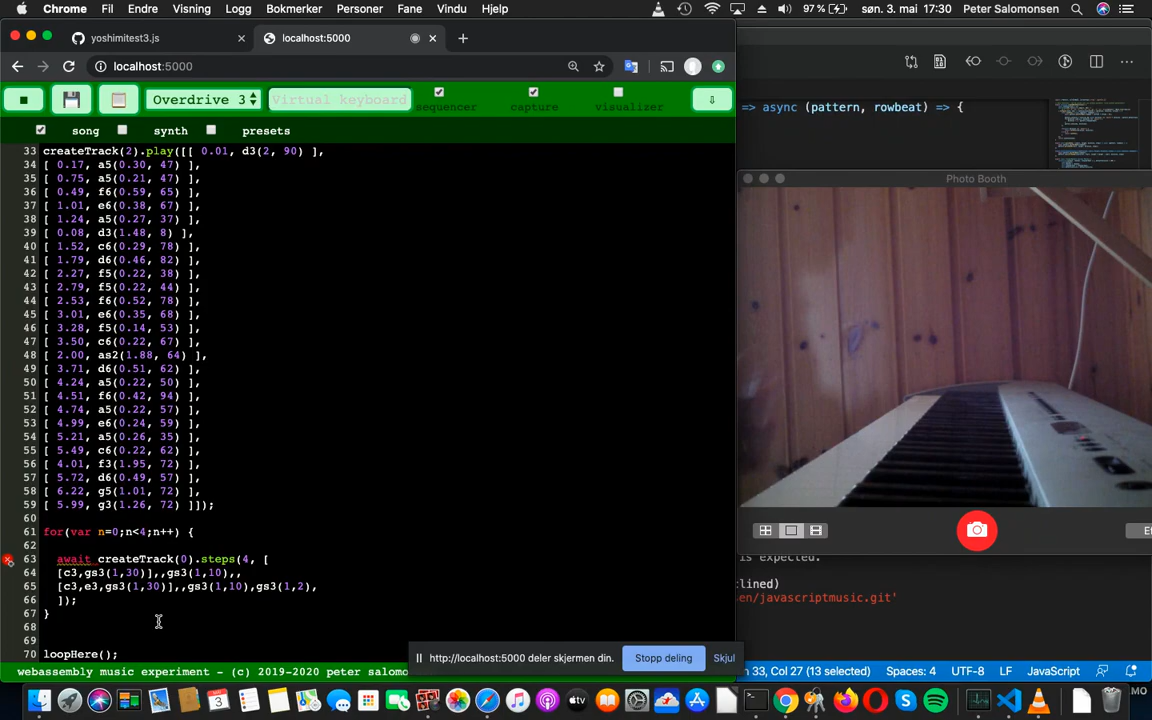 Chrome Fil Endre Visning Logg Bokmerker Personer Fane Vindu Hjelp 97 % søn. 3. mai 17:30 Peter Salomonsen
yoshimitest3.js localhost:5000
localhost:5000
Overdrive 3 Virtual keyboard sequencer capture visualizer
song synth presets
33 createTrack(2).play([[ 0.01, d3(2, 90) ],
34 [ 0.17, a5(0.30, 47) ],
35 [ 0.75, a5(0.21, 47) ],
36 [ 0.49, f6(0.59, 65) ],
37 [ 1.01, e6(0.38, 67) ],
38 [ 1.24, a5(0.27, 37) ],
39 [ 0.08, d3(1.48, 8) ],
40 [ 1.52, c6(0.29, 78) ],
41 [ 1.79, d6(0.46, 82) ],
42 [ 2.27, f5(0.22, 38) ],
43 [ 2.79, f5(0.22, 44) ],
44 [ 2.53, f6(0.52, 78) ],
45 [ 3.01, e6(0.35, 68) ],
46 [ 3.28, f5(0.14, 53) ],
47 [ 3.50, c6(0.22, 67) ],
48 [ 2.00, as2(1.88, 64) ],
49 [ 3.71, d6(0.51, 62) ],
50 [ 4.24, a5(0.22, 50) ],
51 [ 4.51, f6(0.42, 94) ],
52 [ 4.74, a5(0.22, 57) ],
53 [ 4.99, e6(0.24, 59) ],
54 [ 5.21, a5(0.26, 35) ],
55 [ 5.49, c6(0.22, 62) ],
56 [ 4.01, f3(1.95, 72) ],
57 [ 5.72, d6(0.49, 57) ],
58 [ 6.22, g5(1.01, 72) ],
59 [ 5.99, g3(1.26, 72) ]]);
60
61 for(var n=0;n<4;n++) {
62
63 await createTrack(0).steps(4, [
64 [c3,gs3(1,30)],,gs3(1,10),,
65 [c3,e3,gs3(1,30)],,gs3(1,10),gs3(1,2),
66 ]);
67 }
68
69
70 loopHere();
webassembly music experiment - (c) 2019-2020 peter salomo
http://localhost:5000 deler skjermen din. Stopp deling Skjul
=> async (pattern, rowbeat) => {
Photo Booth
is expected.
lined)
en/javascriptmusic.git'
33, Col 27 (13 selected) Spaces: 4 UTF-8 LF JavaScript